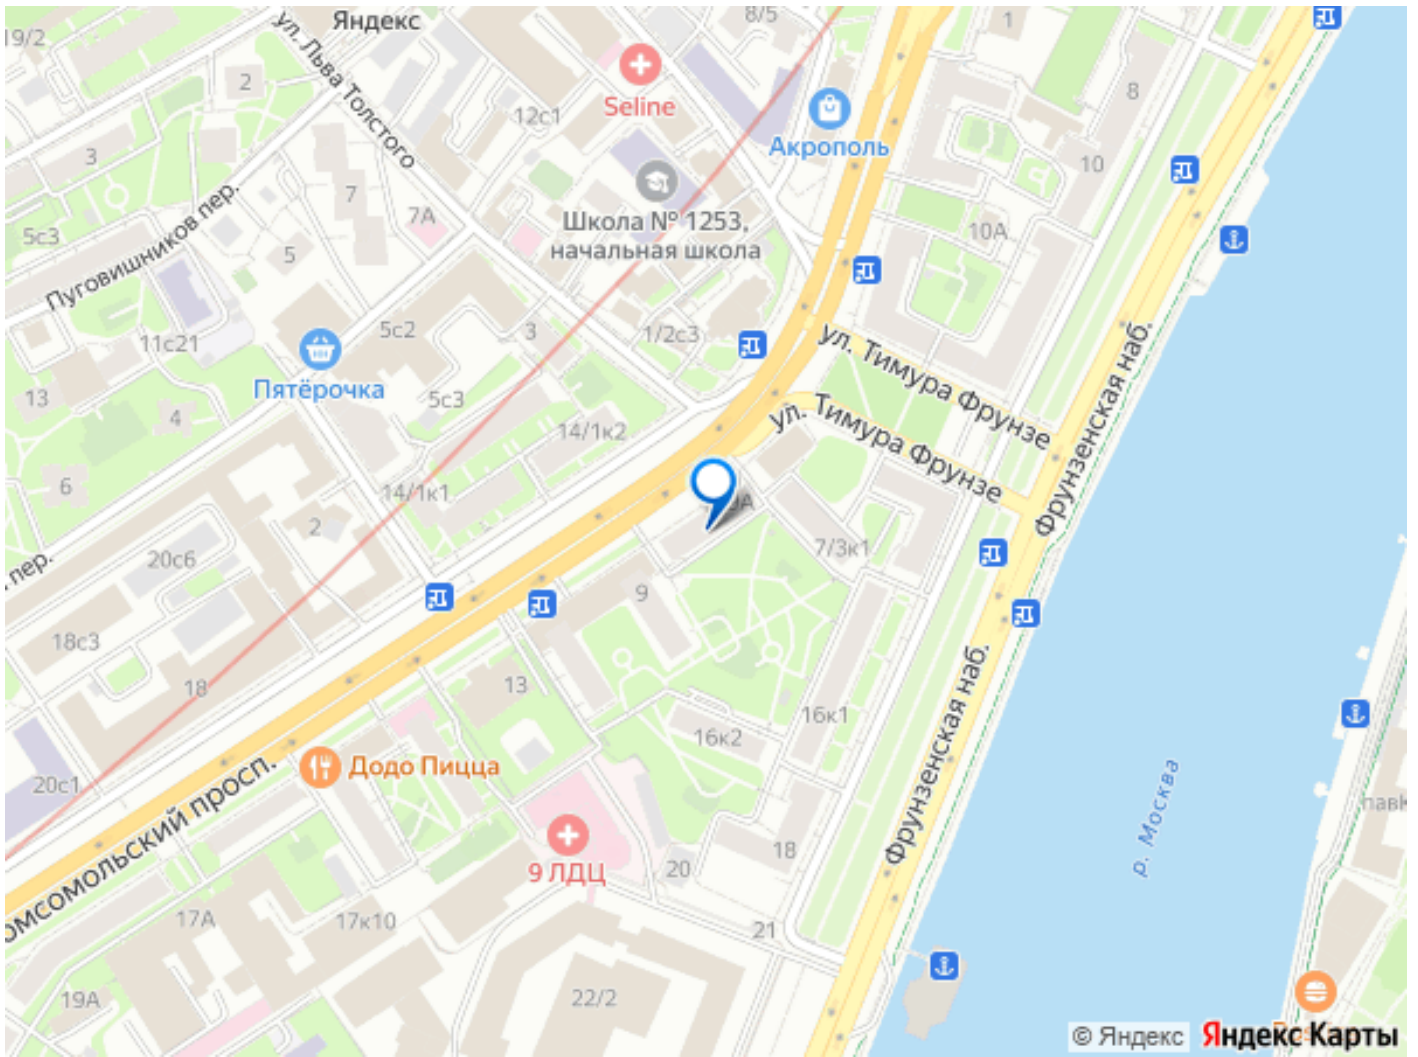 19/2
Яндекс
8/5
1
ул. Льва Толстого
2
Seline
12с1
Акрополь
8
3
10
7
7А
Школа № 1253,
начальная школа
10А
5с3
Пуговишников пер.
5
11с21
5с2
3
1/2с3
ул. Тимура Фрунзе
Фрунзенская наб.
Пятёрочка
13
5с3
4
ул. Тимура Фрунзе
14/1к2
6
14/1к1
2
7/3к1
пер.
20с6
9
18с3
18
13
16к1
16к2
Фрунзенская наб.
20с1
Додо Пицца
омсомольский просп.
р. Москва
9 ЛДЦ
20
18
17А
17к10
21
19А
22/2
© Яндекс
Яндекс Карты